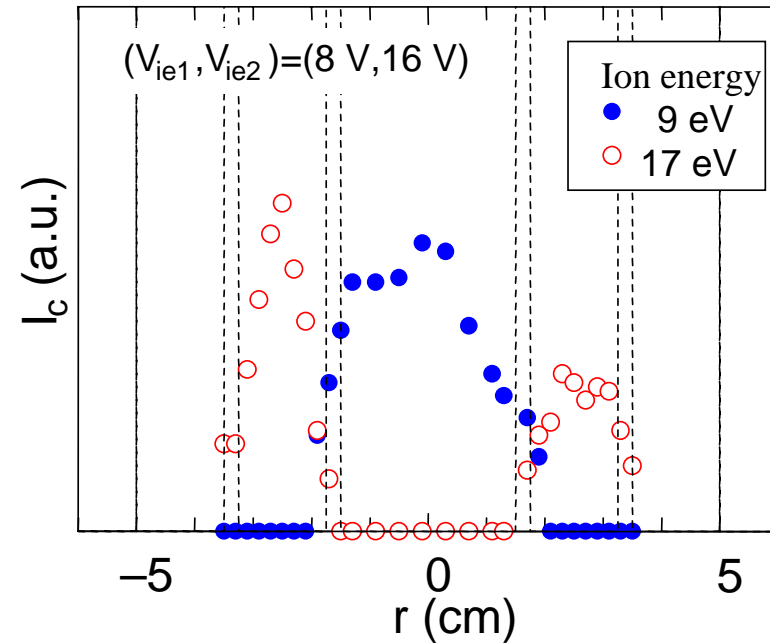 (V_ie1,V_ie2)=(8 V,16 V)
Ion energy
9 eV
17 eV
I_c (a.u.)
–5 0 5
r (cm)